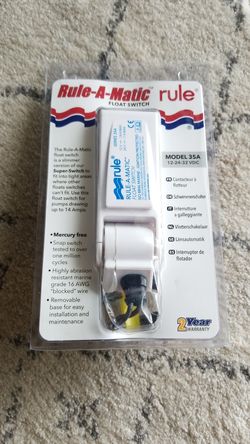 Rule-A-Matic® rule®
FLOAT SWITCH
MODEL 35A
12-24-32 VDC
The Rule-A-Matic
float switch
is a slimmer
version of our
Super-Switch to
fit into tight areas
where other
floats switches
can't fit. Use this
float switch for
pumps drawing
up to 14 Amps.
• Mercury free
• Snap switch
tested to over
one million
cycles
• Highly abrasion
resistant marine
grade 16 AWG
"blocked" wire
• Removable
base for easy
installation and
maintenance
rule®
RULE-A-MATIC®
FLOAT SWITCH
Contacteur à
flotteur
Schwimmerschalter
Interruttore
a galleggiante
Vlotterschakelaar
Urnsautomatik
Interruptor de
flotador
2 Year
WARRANTY